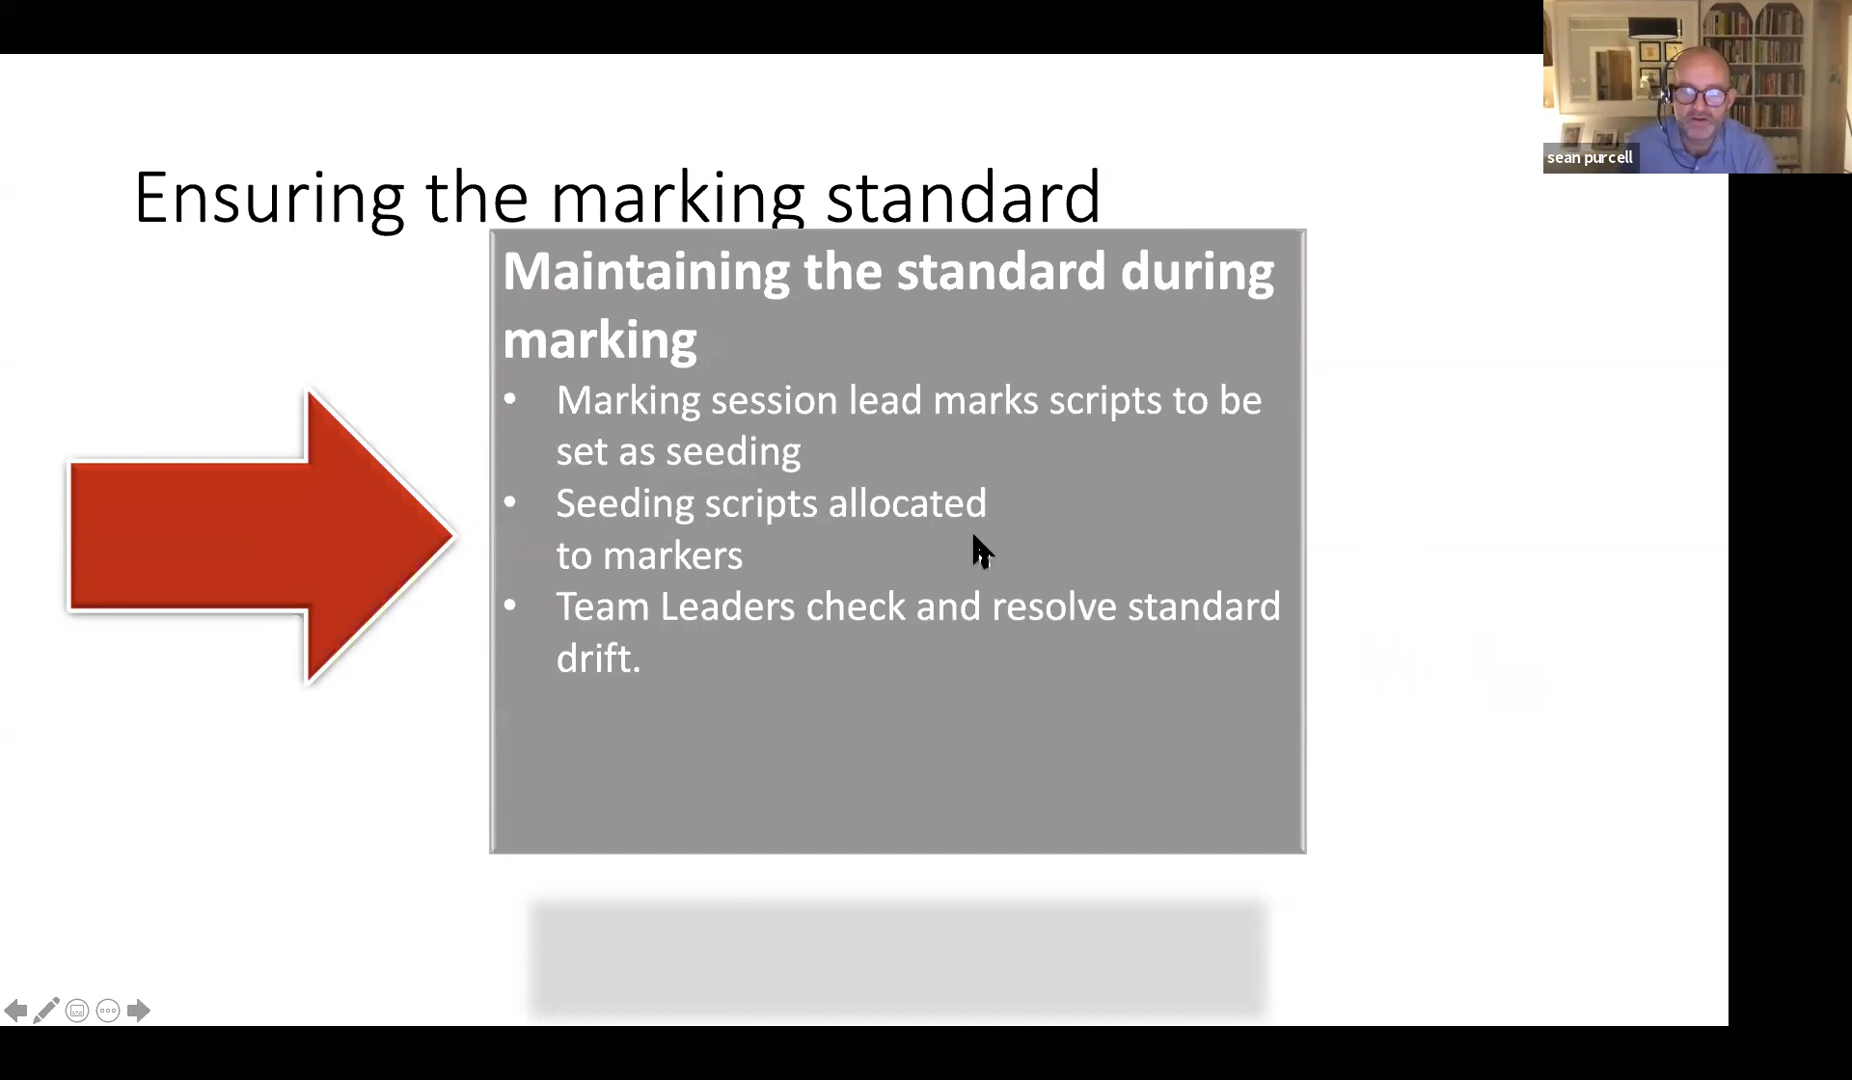 sean purcell
Ensuring the marking standard
Maintaining the standard during
marking
• Marking session lead marks scripts to be
set as seeding
• Seeding scripts allocated
to markers
• Team Leaders check and resolve standard
drift.